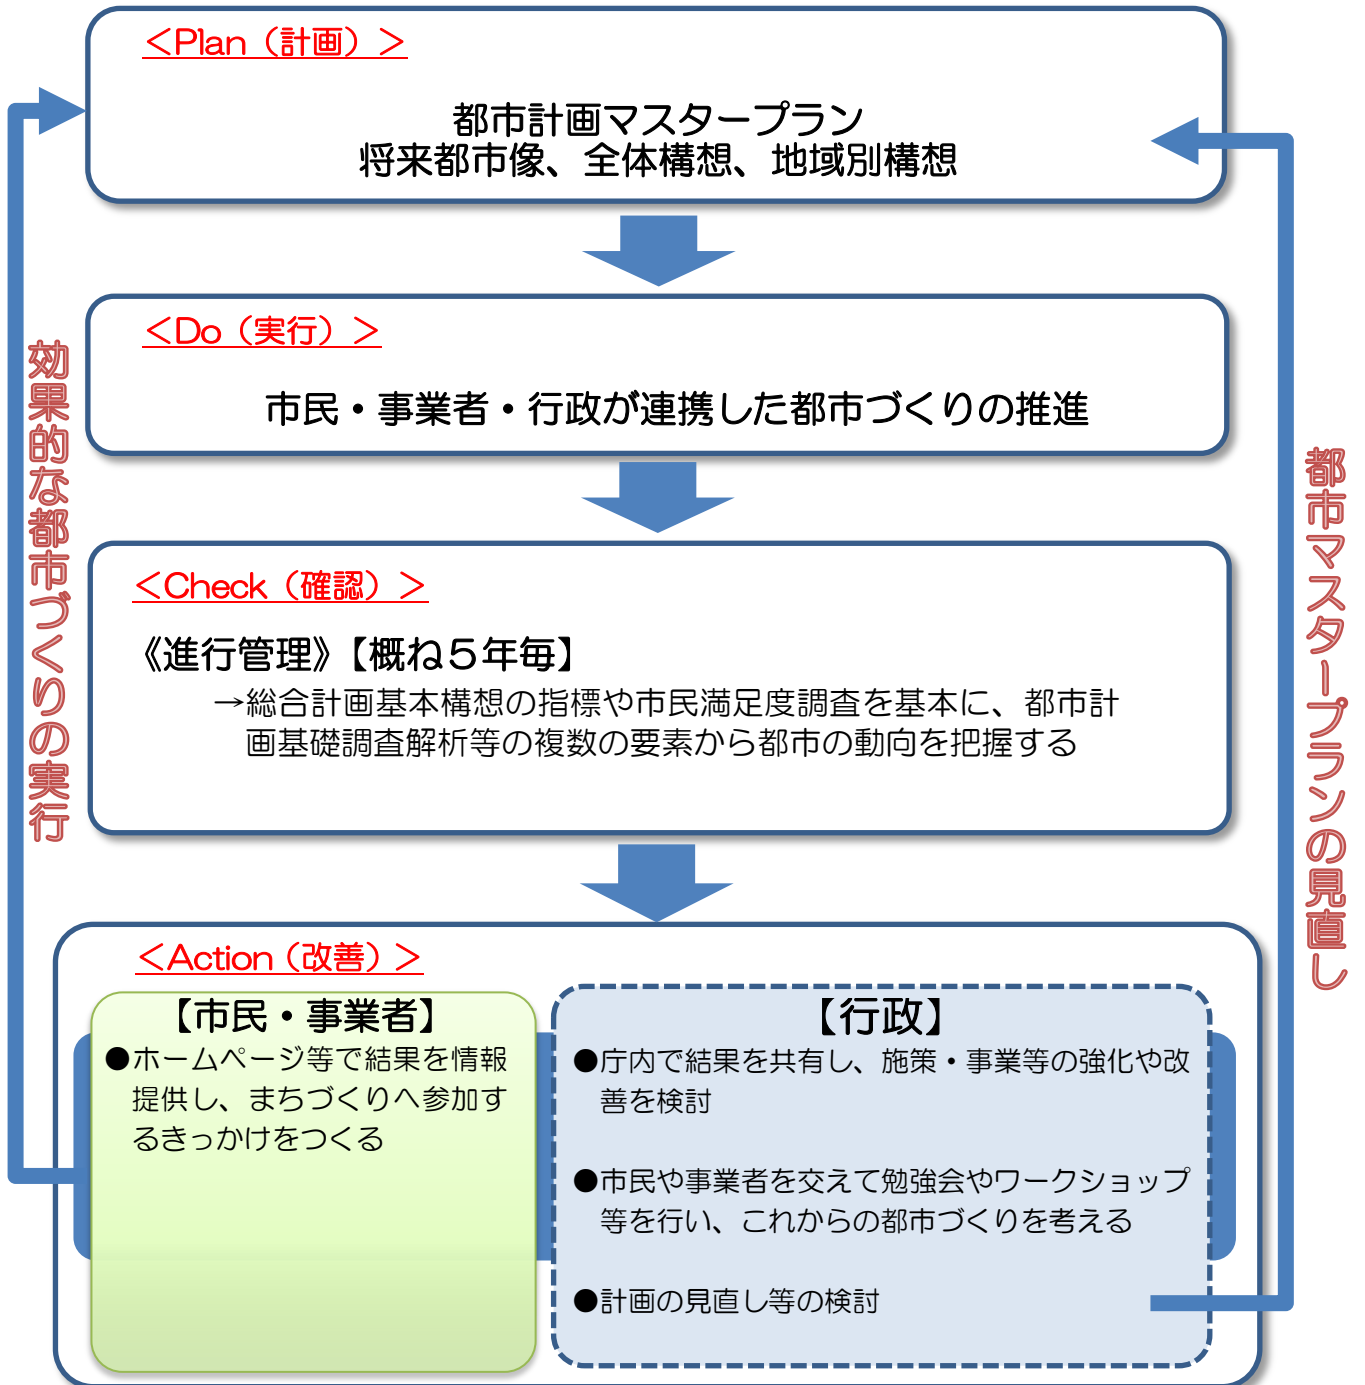 ＜Plan（計画）＞
都市計画マスタープラン
将来都市像、全体構想、地域別構想
＜Do（実行）＞
市民・事業者・行政が連携した都市づくりの推進
＜Check（確認）＞
《進行管理》【概ね５年毎】
→総合計画基本構想の指標や市民満足度調査を基本に、都市計
画基礎調査解析等の複数の要素から都市の動向を把握する
＜Action（改善）＞
【市民・事業者】
●ホームページ等で結果を情報
提供し、まちづくりへ参加す
るきっかけをつくる
【行政】
●庁内で結果を共有し、施策・事業等の強化や改
善を検討
●市民や事業者を交えて勉強会やワークショップ
等を行い、これからの都市づくりを考える
●計画の見直し等の検討
効果的な都市づくりの実行
都市マスタープランの見直し